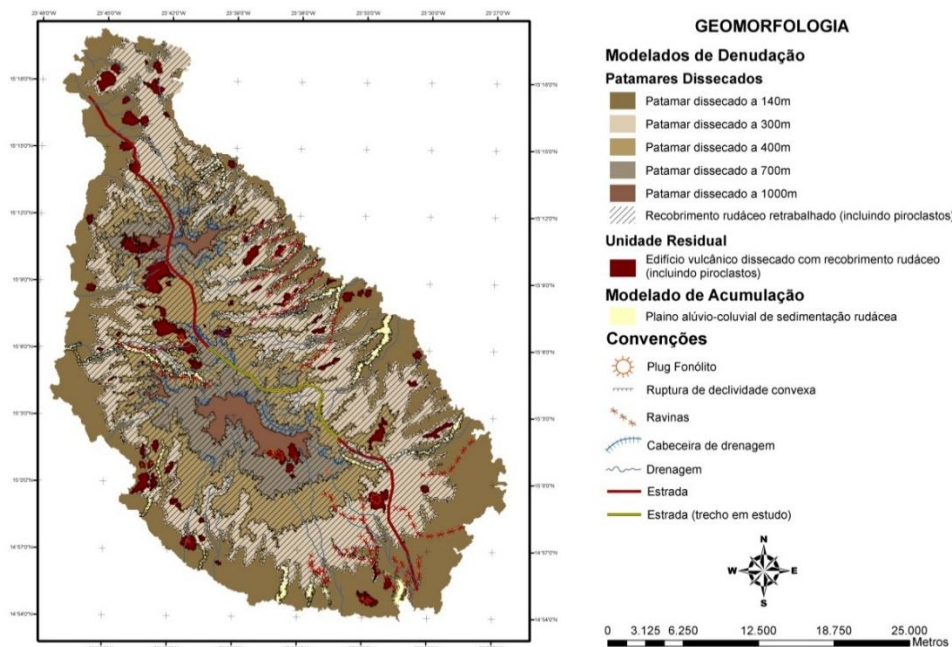 GEOMORFOLOGIA
Modelados de Denudação
Patamares Dissecados
Patamar dissecado a 140m
Patamar dissecado a 300m
Patamar dissecado a 400m
Patamar dissecado a 700m
Patamar dissecado a 1000m
Recobrimento rudáceo retrabalhado (incluindo piroclastos)
Unidade Residual
Edifício vulcânico dissecado com recobrimento rudáceo
(incluindo piroclastos)
Modelado de Acumulação
Plaino alúvio-coluvial de sedimentação rudácea
Convenções
Plug Fonólito
Ruptura de declividade convexa
Ravinas
Cabeceira de drenagem
Drenagem
Estrada
Estrada (trecho em estudo)
N
W E
S
0 3.125 6.250 12.500 18.750 25.000
Metros